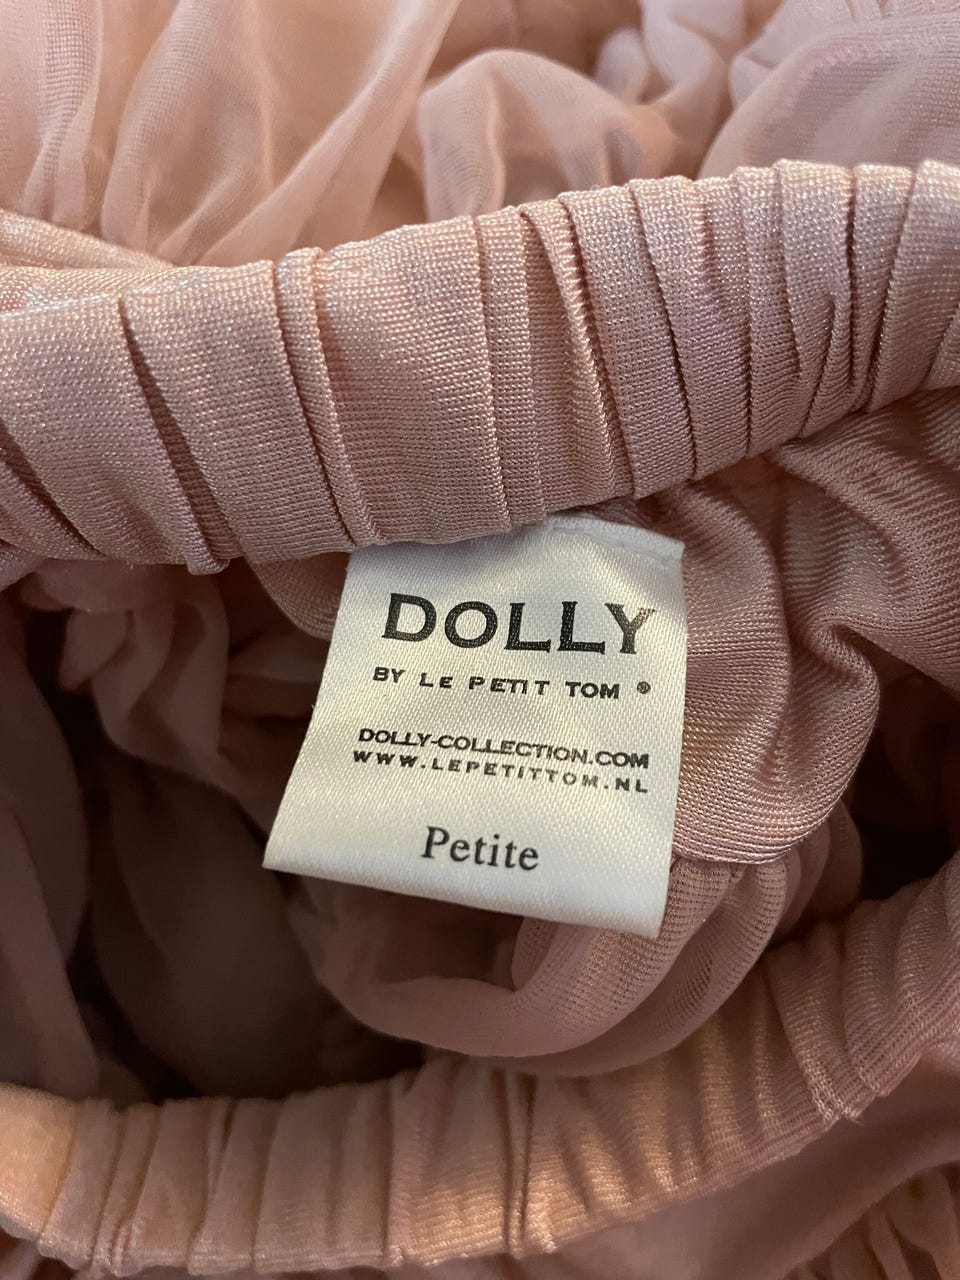 DOLLY
BY LE PETIT TOM ®
DOLLY-COLLECTION.COM
WWW.LEPETITTOM.NL
Petite